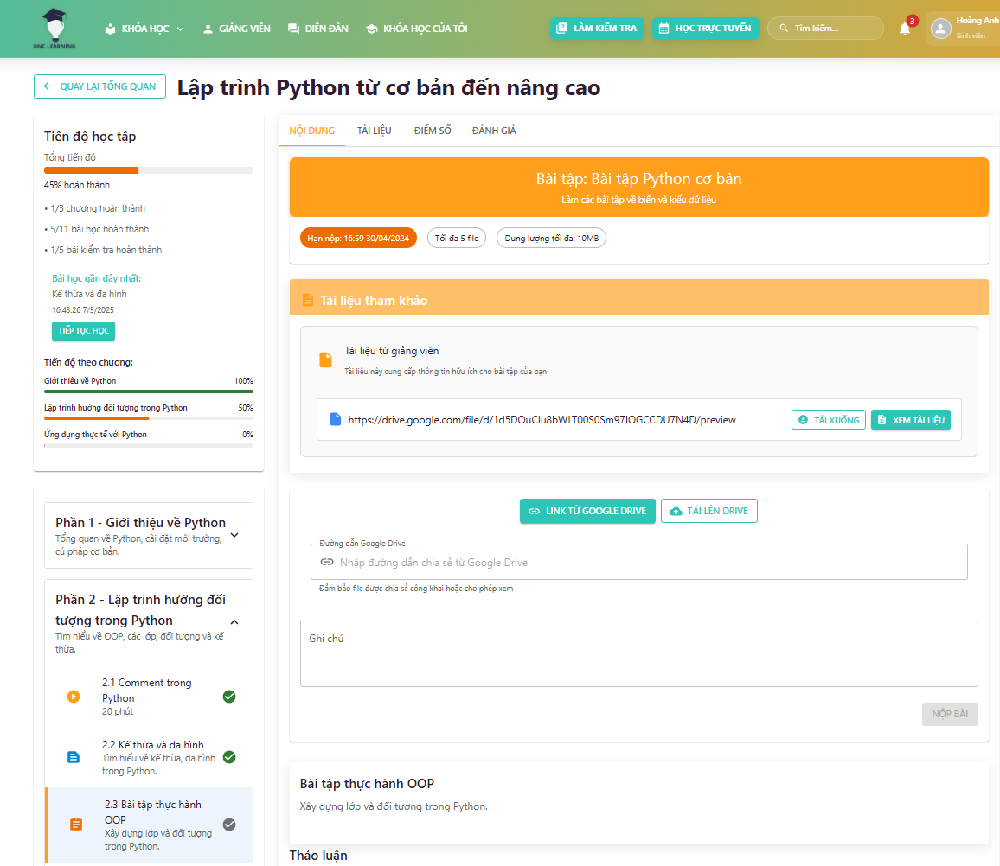 DNC LEARNING
KHÓA HỌC
GIẢNG VIÊN
DIỄN ĐÀN
KHÓA HỌC CỦA TÔI
LÀM KIỂM TRA
HỌC TRỰC TUYẾN
Tìm kiếm...
3
Hoàng Anh
Sinh viên
QUAY LẠI TỔNG QUAN
Lập trình Python từ cơ bản đến nâng cao
Tiến độ học tập
Tổng tiến độ
45% hoàn thành
• 1/3 chương hoàn thành
• 5/11 bài học hoàn thành
• 1/5 bài kiểm tra hoàn thành
Bài học gần đây nhất:
Kế thừa và đa hình
16:43:26 7/5/2025
TIẾP TỤC HỌC
Tiến độ theo chương:
Giới thiệu về Python 100%
Lập trình hướng đối tượng trong Python 50%
Ứng dụng thực tế với Python 0%
Phần 1 - Giới thiệu về Python
Tổng quan về Python, cài đặt môi trường,
cú pháp cơ bản.
Phần 2 - Lập trình hướng đối
tượng trong Python
Tìm hiểu về OOP, các lớp, đối tượng và kế
thừa.
2.1 Comment trong
Python
20 phút
2.2 Kế thừa và đa hình
Tìm hiểu về kế thừa, đa hình
trong Python.
2.3 Bài tập thực hành
OOP
Xây dựng lớp và đối tượng
trong Python.
NỘI DUNG
TÀI LIỆU
ĐIỂM SỐ
ĐÁNH GIÁ
Bài tập: Bài tập Python cơ bản
Làm các bài tập về biến và kiểu dữ liệu
Hạn nộp: 16:59 30/04/2024
Tối đa 5 file
Dung lượng tối đa: 10MB
Tài liệu tham khảo
Tài liệu từ giảng viên
Tài liệu này cung cấp thông tin hữu ích cho bài tập của bạn
https://drive.google.com/file/d/1d5DOuClu8bWLT00S0Sm97lOGCCDU7N4D/preview
TẢI XUỐNG
XEM TÀI LIỆU
LINK TỪ GOOGLE DRIVE
TẢI LÊN DRIVE
Đường dẫn Google Drive
Nhập đường dẫn chia sẻ từ Google Drive
Đảm bảo file được chia sẻ công khai hoặc cho phép xem
Ghi chú
NỘP BÀI
Bài tập thực hành OOP
Xây dựng lớp và đối tượng trong Python.
Thảo luận